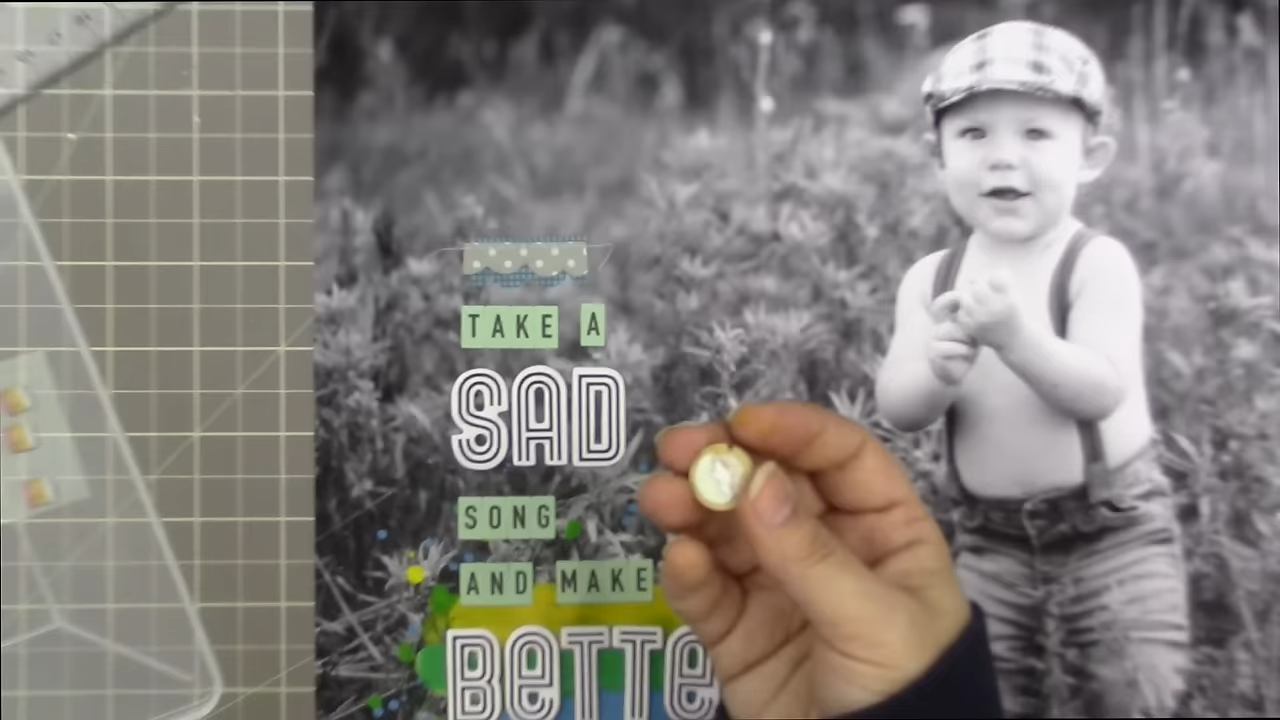 TAKE A
SAD
SONG
AND MAKE
BeTTe